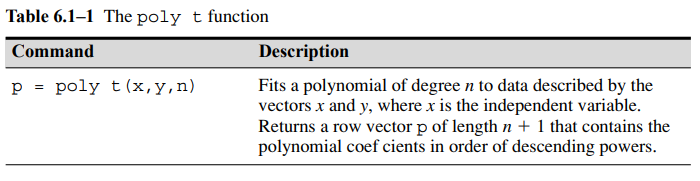 Table 6.1–1 The poly t function
Command Description
p = poly t(x,y,n) Fits a polynomial of degree n to data described by the
vectors x and y, where x is the independent variable.
Returns a row vector p of length n + 1 that contains the
polynomial coef cients in order of descending powers.